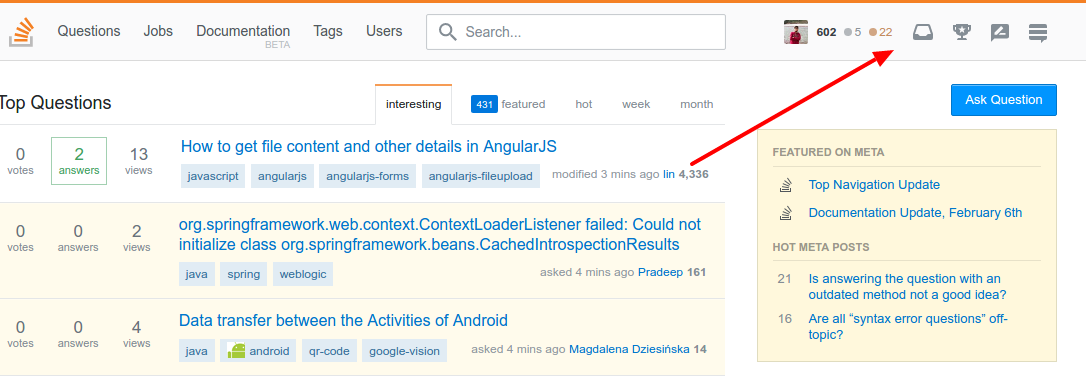 Questions Jobs Documentation Tags Users Search... 602 5 22
BETA
Top Questions interesting 431 featured hot week month Ask Question
0 2 13 How to get file content and other details in AngularJS
votes answers views
javascript angularjs angularjs-forms angularjs-fileupload modified 3 mins ago lin 4,336
0 0 2 org.springframework.web.context.ContextLoaderListener failed: Could not
votes answers views initialize class org.springframework.beans.CachedIntrospectionResults
java spring weblogic asked 4 mins ago Pradeep 161
0 0 4 Data transfer between the Activities of Android
votes answers views
java android qr-code google-vision asked 4 mins ago Magdalena Dziesińska 14
FEATURED ON META
Top Navigation Update
Documentation Update, February 6th
HOT META POSTS
21 Is answering the question with an
outdated method not a good idea?
16 Are all “syntax error questions” off-
topic?